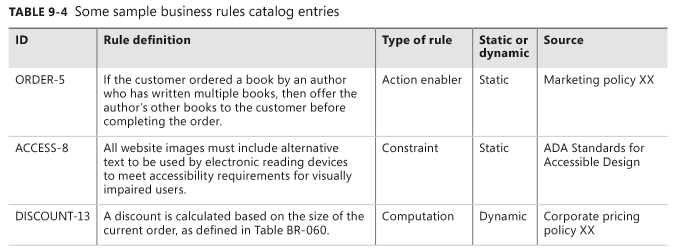 TABLE 9-4 Some sample business rules catalog entries
ID Rule definition Type of rule Static or dynamic Source
ORDER-5 If the customer ordered a book by an author
who has written multiple books, then offer the
author's other books to the customer before
completing the order.
Action enabler Static Marketing policy XX
ACCESS-8 All website images must include alternative
text to be used by electronic reading devices
to meet accessibility requirements for visually
impaired users.
Constraint Static ADA Standards for
Accessible Design
DISCOUNT-13 A discount is calculated based on the size of the
current order, as defined in Table BR-060.
Computation Dynamic Corporate pricing
policy XX